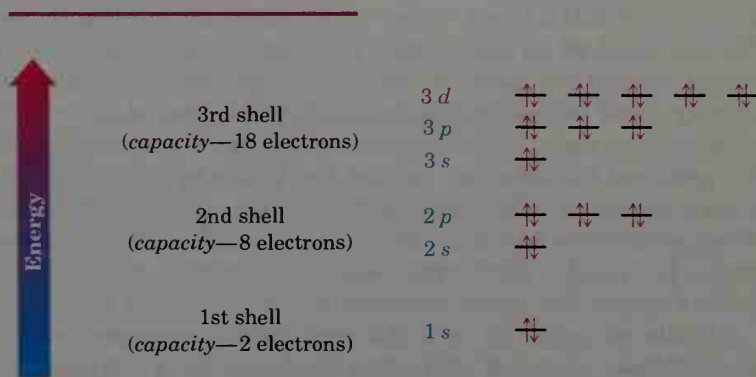 3rd shell
(capacity—18 electrons)
3 d
3 p
3 s
2nd shell
(capacity—8 electrons)
2 p
2 s
1st shell
(capacity—2 electrons)
1 s
Energy